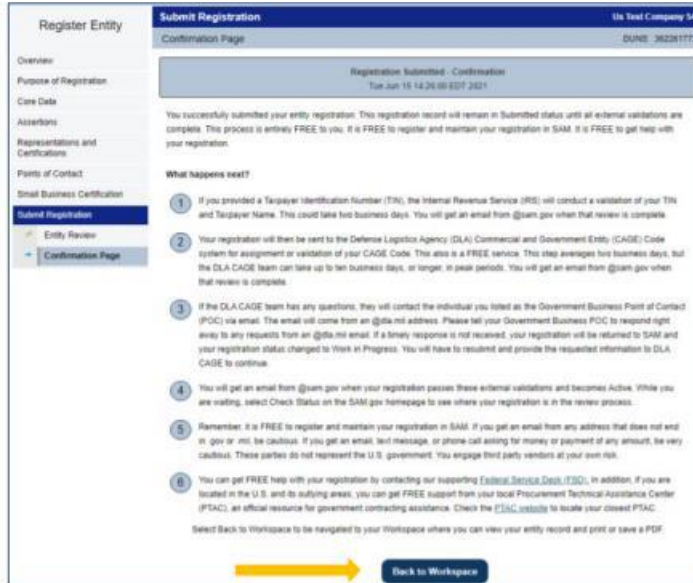 Register Entity
Overview
Purpose of Registration
Core Data
Assertions
Representations and
Certifications
Points of Contact
Small Business Certification
Submit Registration
Entity Review
Confirmation Page
Submit Registration
Us Test Company
Confirmation Page
DUNS
Registration Submitted - Confirmation
Tue Jun 15 14:26:00 EDT 2021
You successfully submitted your entity registration. This registration record will remain in Submitted status until all external validations are
complete. This process is entirely FREE to you. It is FREE to register and maintain your registration in SAM. It is FREE to get help with
your registration.
What happens next?
1 If you provided a Taxpayer Identification Number (TIN), the Internal Revenue Service (IRS) will conduct a validation of your TIN
and Taxpayer Name. This could take two business days. You will get an email from @sam.gov when that review is complete.
2 Your registration will then be sent to the Defense Logistics Agency (DLA) Commercial and Government Entity (CAGE) Code
system for assignment or validation of your CAGE Code. This also is a FREE service. This step averages two business days, but
the DLA CAGE team can take up to ten business days, or longer, in peak periods. You will get an email from @sam.gov when
that review is complete.
3 If the DLA CAGE team has any questions, they will contact the individual you listed as the Government Business Point of Contact
(POC) via email. The email will come from an @dla.mil address. Please tell your Government Business POC to respond right
away to any requests from an @dla.mil email. If a timely response is not received, your registration will be returned to SAM and
your registration status changed to Work in Progress. You will have to resubmit and provide the requested information to DLA
CAGE to continue.
4 You will get an email from @sam.gov when your registration passes these external validations and becomes Active. While you
are waiting, select Check Status on the SAM.gov homepage to see where your registration is in the review process.
5 Remember, it is FREE to register and maintain your registration in SAM. If you get an email from any address that does not end
in .gov or .mil, be cautious. If you get an email, text message, or phone call asking for money or payment of any amount, be very
cautious. These parties do not represent the U.S. government. You engage third party vendors at your own risk.
6 You can get FREE help with your registration by contacting our supporting Federal Service Desk (FSD). In addition, if you are
located in the U.S. and its outlying areas, you can get FREE support from your local Procurement Technical Assistance Center
(PTAC), an official resource for government contracting assistance. Check the PTAC website to locate your closest PTAC.
Select Back to Workspace to be navigated to your Workspace where you can view your entity record and print or save a PDF.
Back to Workspace